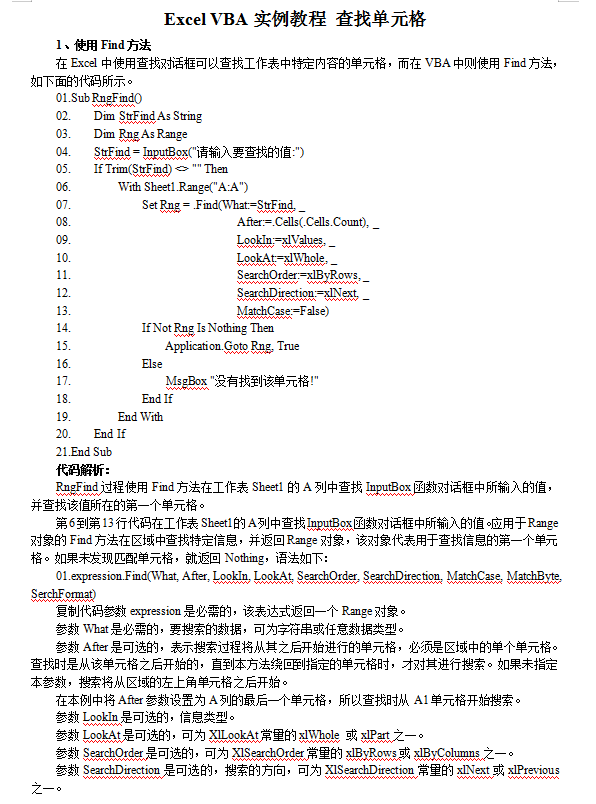 Excel VBA 实例教程 查找单元格
1、使用 Find 方法
在 Excel 中使用查找对话框可以查找工作表中特定内容的单元格，而在 VBA 中则使用 Find 方法，
如下面的代码所示。
01.Sub RngFind()
02. Dim StrFind As String
03. Dim Rng As Range
04. StrFind = InputBox("请输入要查找的值:")
05. If Trim(StrFind) <> "" Then
06. With Sheet1.Range("A:A")
07. Set Rng = .Find(What:=StrFind, _
08. After:=.Cells(.Cells.Count), _
09. LookIn:=xlValues, _
10. LookAt:=xlWhole, _
11. SearchOrder:=xlByRows, _
12. SearchDirection:=xlNext, _
13. MatchCase:=False)
14. If Not Rng Is Nothing Then
15. Application.Goto Rng, True
16. Else
17. MsgBox "没有找到该单元格!"
18. End If
19. End With
20. End If
21.End Sub
代码解析：
RngFind 过程使用 Find 方法在工作表 Sheet1 的 A 列中查找 InputBox 函数对话框中所输入的值，
并查找该值所在的第一个单元格。
第 6 到第 13 行代码在工作表 Sheet1 的 A 列中查找 InputBox 函数对话框中所输入的值。应用于 Range
对象的 Find 方法在区域中查找特定信息，并返回 Range 对象，该对象代表用于查找信息的第一个单元
格。如果未发现匹配单元格，就返回 Nothing，语法如下：
01.expression.Find(What, After, LookIn, LookAt, SearchOrder, SearchDirection, MatchCase, MatchByte,
SerchFormat)
复制代码参数 expression 是必需的，该表达式返回一个 Range 对象。
参数 What 是必需的，要搜索的数据，可为字符串或任意数据类型。
参数 After 是可选的，表示搜索过程将从其之后开始进行的单元格，必须是区域中的单个单元格。
查找时是从该单元格之后开始的，直到本方法绕回到指定的单元格时，才对其进行搜索。如果未指定
本参数，搜索将从区域的左上角单元格之后开始。
在本例中将 After 参数设置为 A 列的最后一个单元格，所以查找时从 A1 单元格开始搜索。
参数 LookIn 是可选的，信息类型。
参数 LookAt 是可选的，可为 XlLookAt 常量的 xlWhole 或 xlPart 之一。
参数 SearchOrder 是可选的，可为 XlSearchOrder 常量的 xlByRows 或 xlByColumns 之一。
参数 SearchDirection 是可选的，搜索的方向，可为 XlSearchDirection 常量的 xlNext 或 xlPrevious
之一。